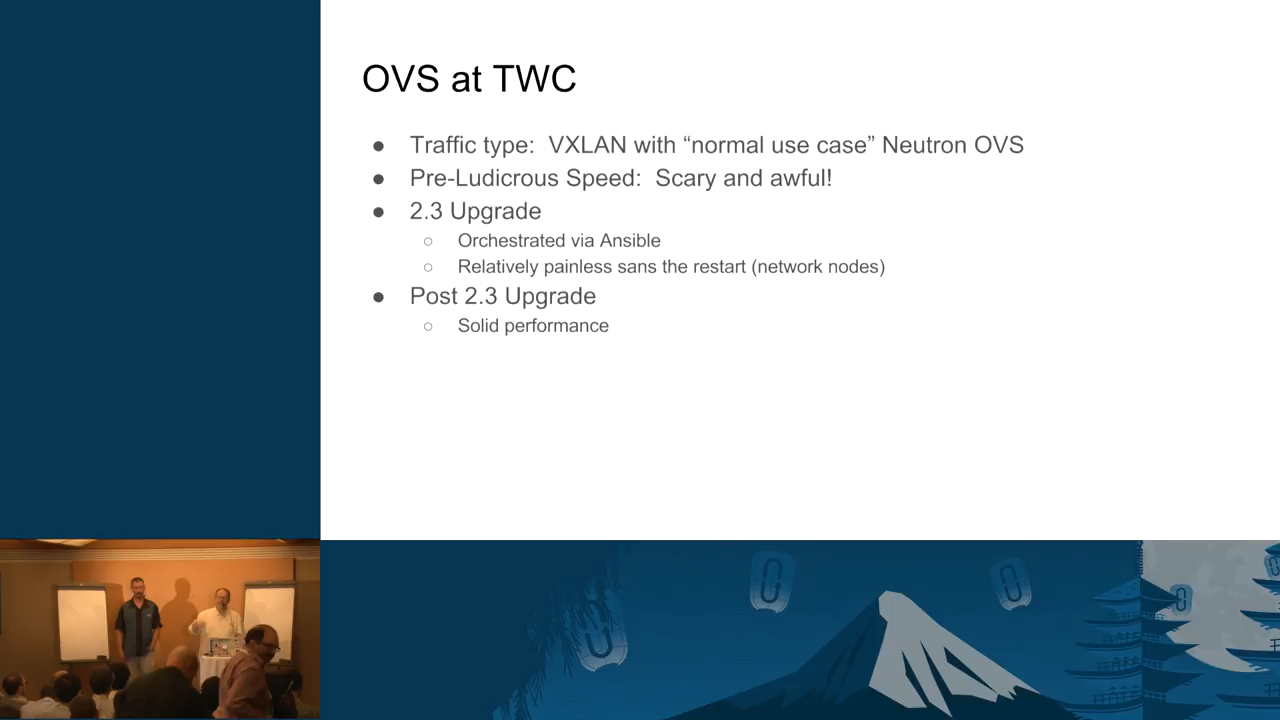 OVS at TWC
● Traffic type:  VXLAN with “normal use case” Neutron OVS
● Pre-Ludicrous Speed:  Scary and awful!
● 2.3 Upgrade
○ Orchestrated via Ansible
○ Relatively painless sans the restart (network nodes)
● Post 2.3 Upgrade
○ Solid performance